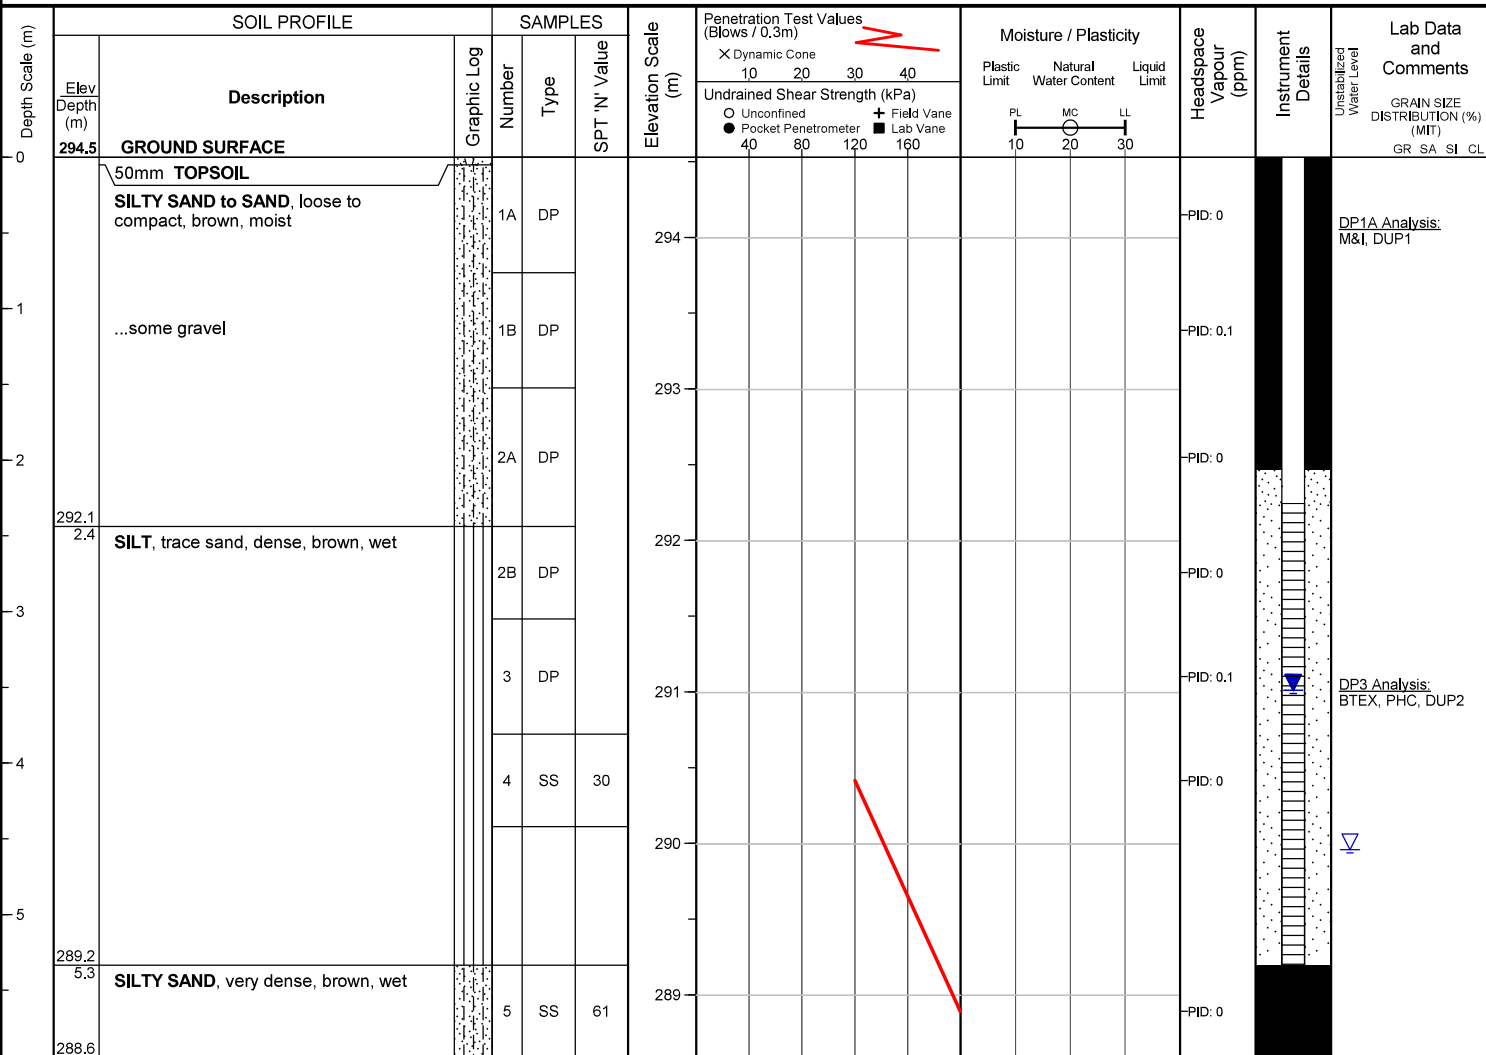 SOIL PROFILE
SAMPLES
Depth Scale (m)
Elev
Depth
(m)
Description
Graphic Log
Number
Type
SPT 'N' Value
Elevation Scale
(m)
Penetration Test Values
(Blows / 0.3m)
Dynamic Cone
10 20 30 40
Undrained Shear Strength (kPa)
Unconfined
Field Vane
Pocket Penetrometer
Lab Vane
40 80 120 160
Moisture / Plasticity
Plastic
Limit
Natural
Water Content
Liquid
Limit
PL MC LL
10 20 30
Headspace
Vapour
(ppm)
Instrument
Details
Unstabilized
Water Level
Lab Data
and
Comments
GRAIN SIZE
DISTRIBUTION (%)
(MIT)
GR SA SI CL
294.5 GROUND SURFACE
0
50mm TOPSOIL
SILTY SAND to SAND, loose to
compact, brown, moist
1A DP
PID: 0
DP1A Analysis:
M&I, DUP1
294
1
...some gravel
1B DP
PID: 0.1
293
2
2A DP
PID: 0
292.1
2.4
SILT, trace sand, dense, brown, wet
292
2B DP
PID: 0
3
3 DP
PID: 0.1
291
DP3 Analysis:
BTEX, PHC, DUP2
4
4 SS 30
PID: 0
290
5
289.2
5.3
SILTY SAND, very dense, brown, wet
289
5 SS 61
PID: 0
288.6